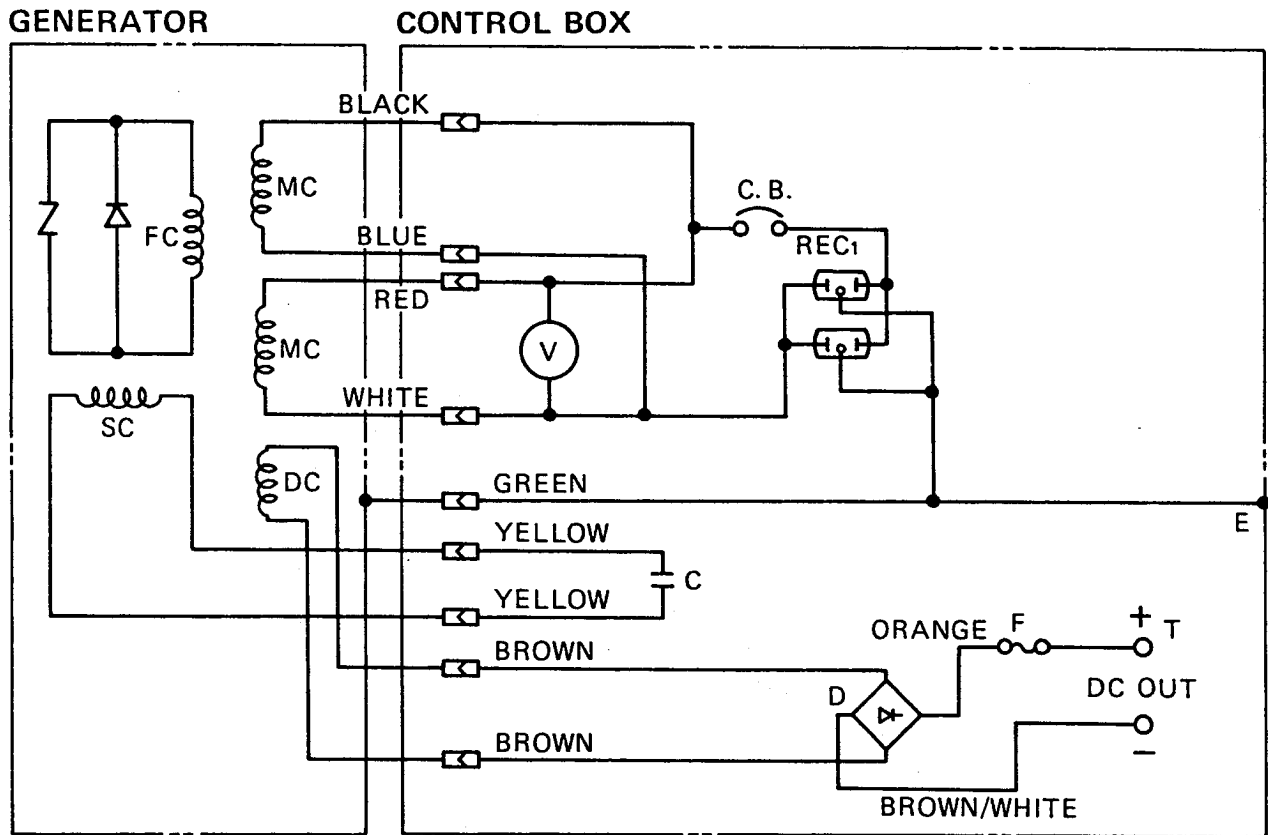 GENERATOR
CONTROL BOX
BLACK
MC
FC
BLUE
C. B.
REC1
RED
V
MC
WHITE
SC
DC
GREEN
E
YELLOW
C
YELLOW
ORANGE F
+ T
BROWN
D
DC OUT
BROWN
−
BROWN/WHITE